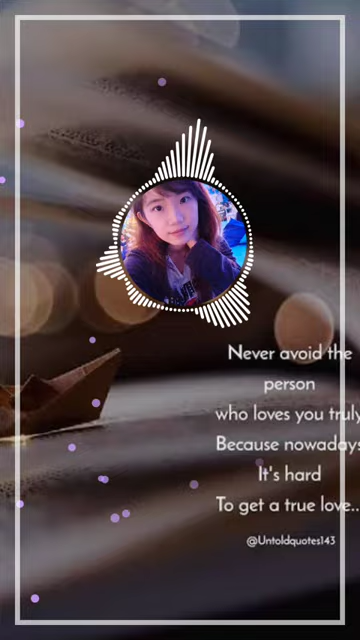 Never avoid the
person
who loves you truly
Because nowadays
It's hard
To get a true love..
@Untoldquotes143